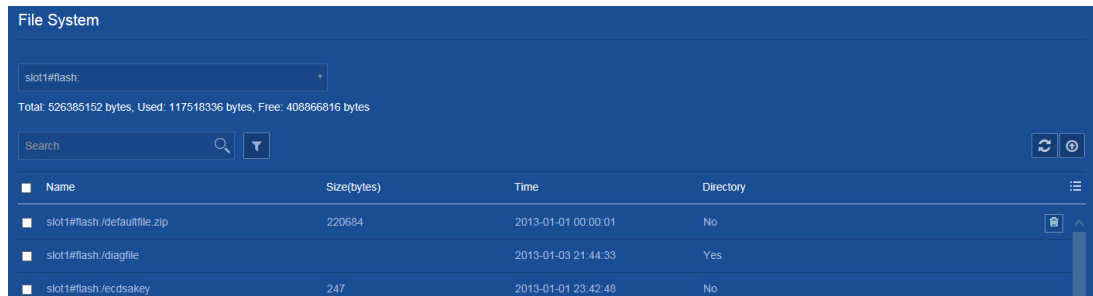 File System
slot1#flash:
Total: 526385152 bytes, Used: 117518336 bytes, Free: 408866816 bytes
Search
Name Size(bytes) Time Directory
slot1#flash:/defaultfile.zip 220684 2013-01-01 00:00:01 No
slot1#flash:/diagfile 2013-01-03 21:44:33 Yes
slot1#flash:/ecdsakey 247 2013-01-01 23:42:48 No